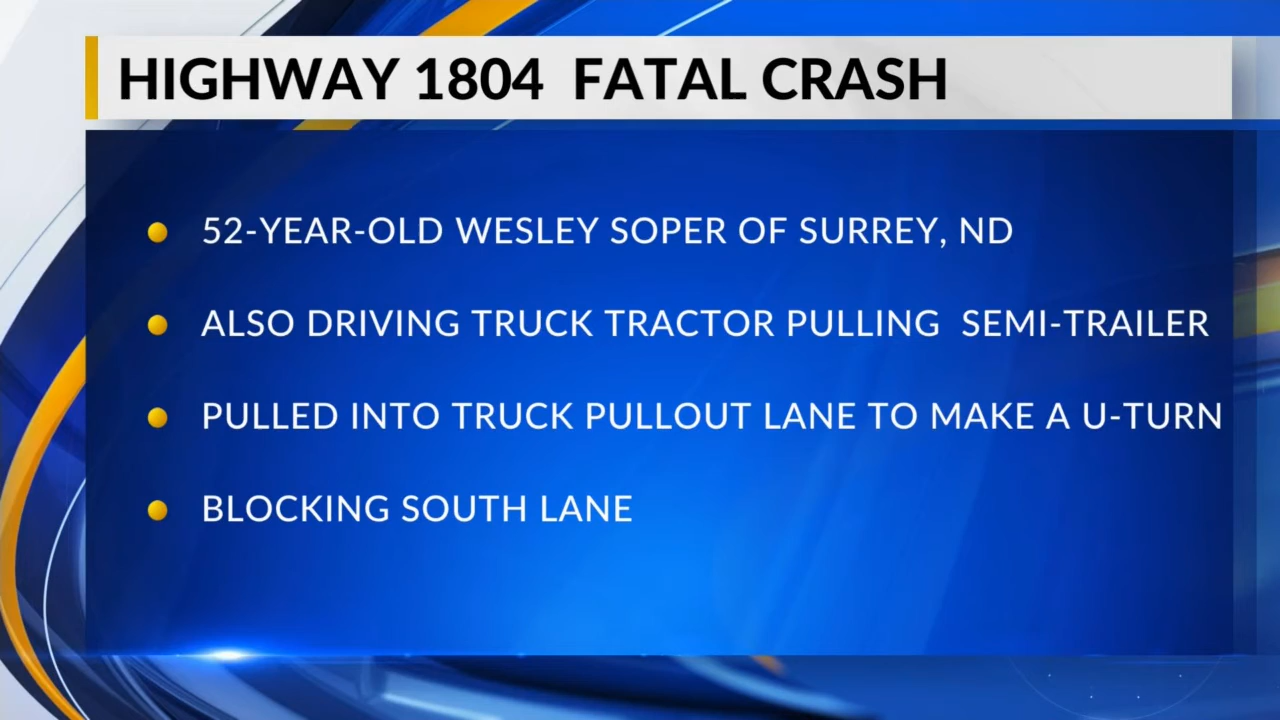 HIGHWAY 1804  FATAL CRASH
52-YEAR-OLD WESLEY SOPER OF SURREY, ND
ALSO DRIVING TRUCK TRACTOR PULLING  SEMI-TRAILER
PULLED INTO TRUCK PULLOUT LANE TO MAKE A U-TURN
BLOCKING SOUTH LANE